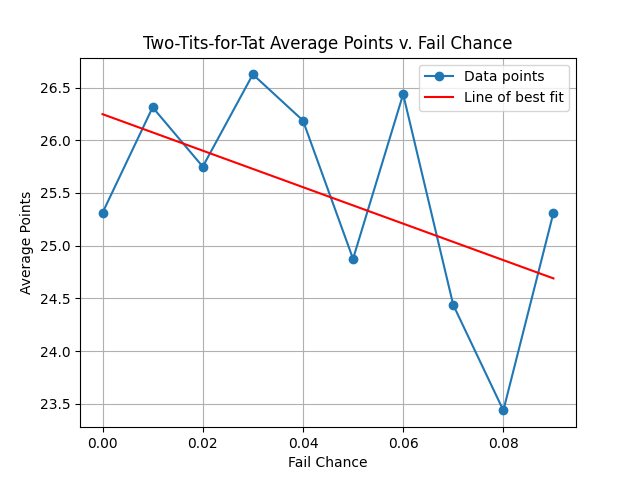 Two-Tits-for-Tat Average Points v. Fail Chance
Data points
Line of best fit
Average Points
26.5
26.0
25.5
25.0
24.5
24.0
23.5
0.00 0.02 0.04 0.06 0.08
Fail Chance